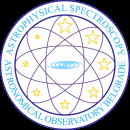 ASTROPHYSICAL SPECTROSCOPY
ASTRONOMICAL OBSERVATORY BELGRADE